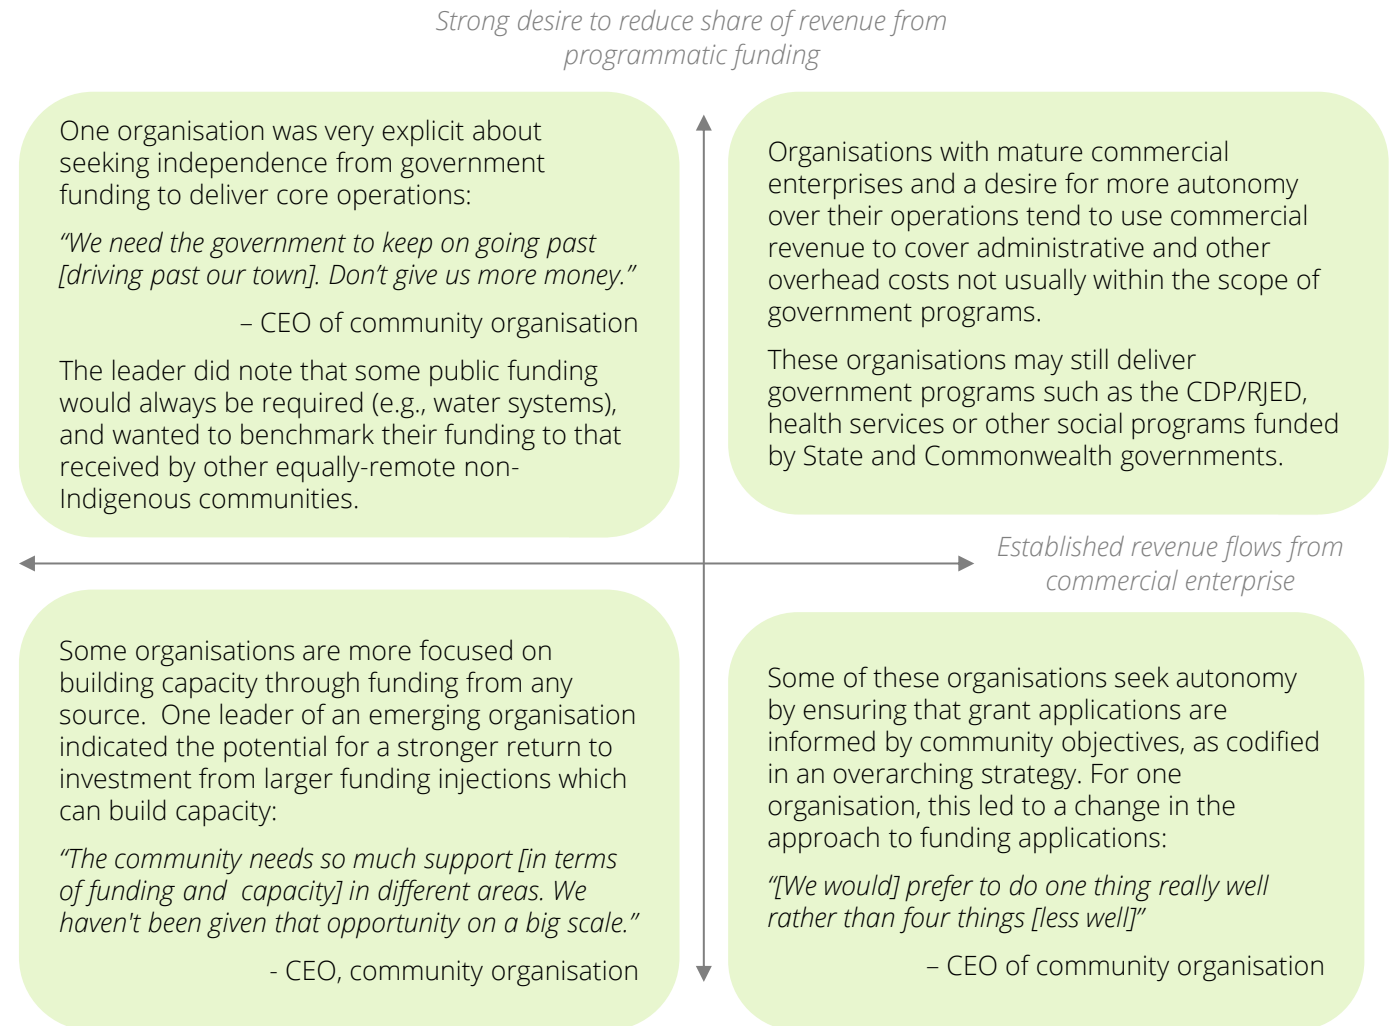 Strong desire to reduce share of revenue from
programmatic funding
One organisation was very explicit about
seeking independence from government
funding to deliver core operations:
“We need the government to keep on going past
[driving past our town]. Don’t give us more money.”
– CEO of community organisation
The leader did note that some public funding
would always be required (e.g., water systems),
and wanted to benchmark their funding to that
received by other equally-remote non-
Indigenous communities.
Organisations with mature commercial
enterprises and a desire for more autonomy
over their operations tend to use commercial
revenue to cover administrative and other
overhead costs not usually within the scope of
government programs.
These organisations may still deliver
government programs such as the CDP/RJED,
health services or other social programs funded
by State and Commonwealth governments.
Established revenue flows from
commercial enterprise
Some organisations are more focused on
building capacity through funding from any
source.  One leader of an emerging organisation
indicated the potential for a stronger return to
investment from larger funding injections which
can build capacity:
“The community needs so much support [in terms
of funding and  capacity] in different areas. We
haven't been given that opportunity on a big scale.”
- CEO, community organisation
Some of these organisations seek autonomy
by ensuring that grant applications are
informed by community objectives, as codified
in an overarching strategy. For one
organisation, this led to a change in the
approach to funding applications:
“[We would] prefer to do one thing really well
rather than four things [less well]”
– CEO of community organisation